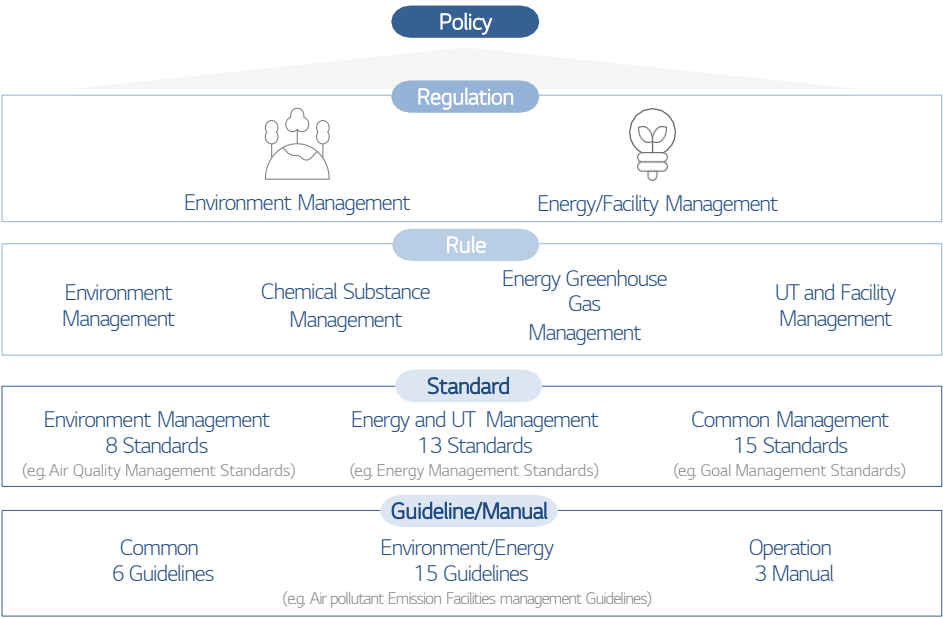 Policy
Regulation
Environment Management
Energy/Facility Management
Rule
Environment
Management
Chemical Substance
Management
Energy Greenhouse
Gas
Management
UT and Facility
Management
Standard
Environment Management
8 Standards
(e.g. Air Quality Management Standards)
Energy and UT Management
13 Standards
(e.g. Energy Management Standards)
Common Management
15 Standards
(e.g. Goal Management Standards)
Guideline/Manual
Common
6 Guidelines
Environment/Energy
15 Guidelines
(e.g. Air pollutant Emission Facilities management Guidelines)
Operation
3 Manual